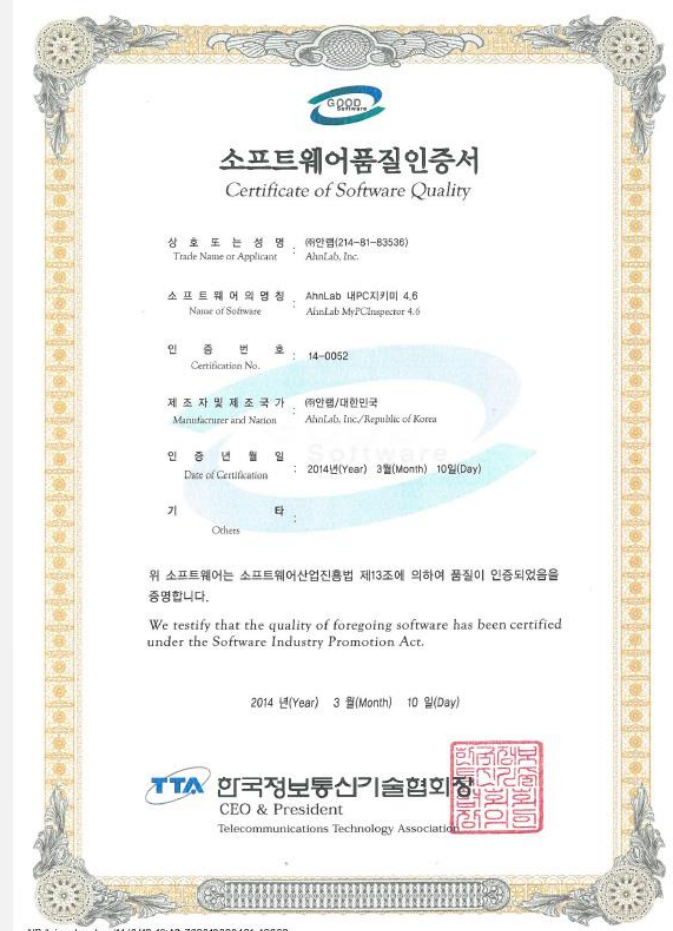 GOOD
Software
소프트웨어품질인증서
Certificate of Software Quality
상 호 또 는 성 명 : ㈜안랩(214-81-83536)
Trade Name or Applicant AhnLab, Inc.
소 프 트 웨 어 의 명 칭 : AhnLab 내PC지키미 4.6
Name of Software AhnLab MyPCInspector 4.6
인 증 번 호 : 14-0052
Certification No.
제 조 자 및 제 조 국 가 : ㈜안랩/대한민국
Manufacturer and Nation AhnLab, Inc./Republic of Korea
인 증 년 월 일 : 2014년(Year) 3월(Month) 10일(Day)
Date of Certification
기 타 :
Others
Software
위 소프트웨어는 소프트웨어산업진흥법 제13조에 의하여 품질이 인증되었음을
증명합니다.
We testify that the quality of foregoing software has been certified
under the Software Industry Promotion Act.
2014 년(Year) 3 월(Month) 10 일(Day)
TTA 한국정보통신기술협회장
CEO & President
Telecommunications Technology Association